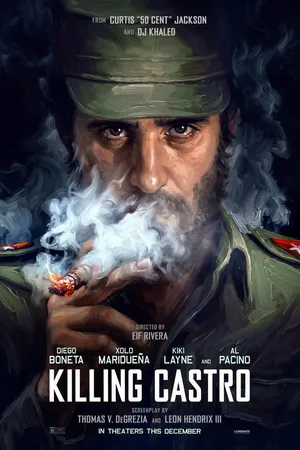 FROM CURTIS "50 CENT" JACKSON
AND DJ KHALED
DIRECTED BY
EIF RIVERA
DIEGO BONETA XOLO MARIDUEÑA KIKI LAYNE AND AL PACINO
KILLING CASTRO
SCREENPLAY BY
THOMAS V. DeGREZIA AND LEON HENDRIX III
IN THEATERS THIS DECEMBER
LIONSGATE